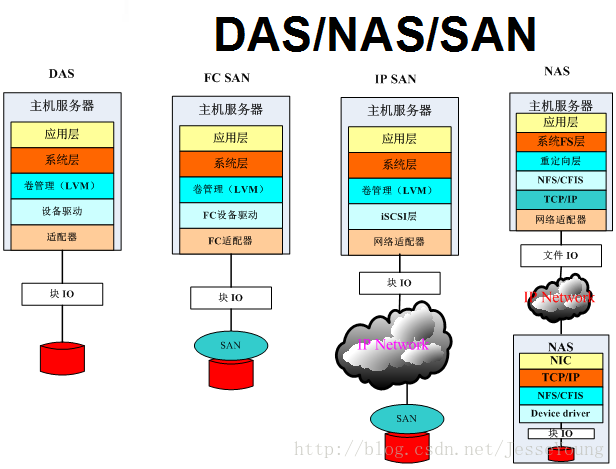 DAS/NAS/SAN
DAS
主机服务器
应用层
系统层
卷管理（LVM）
设备驱动
适配器
块 IO
FC SAN
主机服务器
应用层
系统层
卷管理（LVM）
FC设备驱动
FC适配器
块 IO
SAN
IP SAN
主机服务器
应用层
系统层
卷管理（LVM）
iSCSI层
网络适配器
块 IO
IP Network
SAN
NAS
主机服务器
应用层
系统FS层
重定向层
NFS/CFIS
TCP/IP
网络适配器
文件 IO
IP Network
NAS
NIC
TCP/IP
NFS/CFIS
Device driver
块 IO
http://blog.csdn.net/JesseYoung